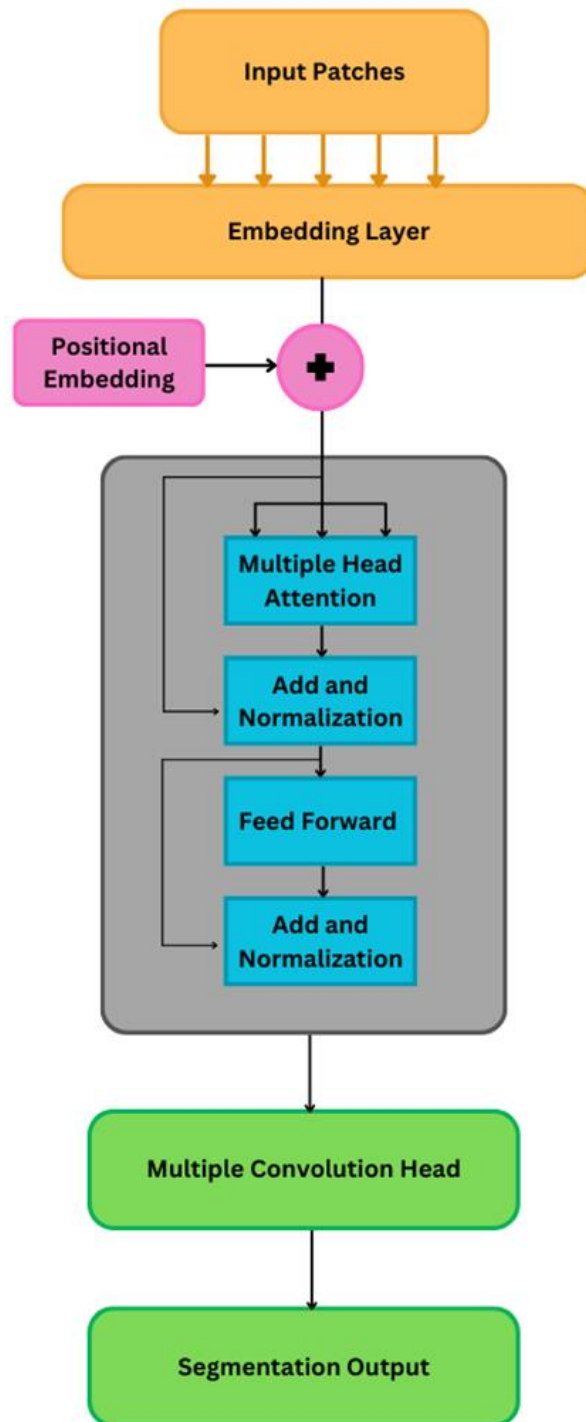 Input Patches
Embedding Layer
Positional
Embedding
Multiple Head
Attention
Add and
Normalization
Feed Forward
Add and
Normalization
Multiple Convolution Head
Segmentation Output